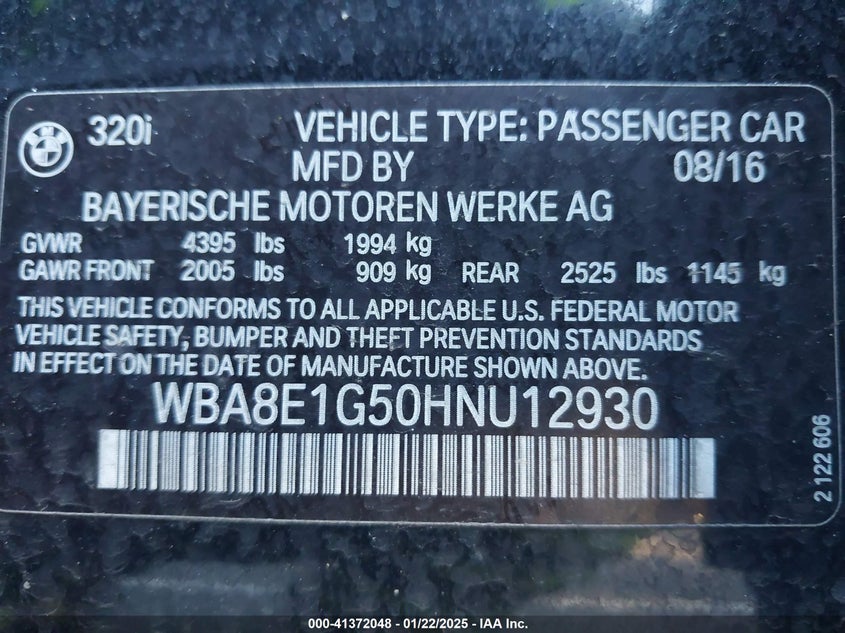 BMW
320i VEHICLE TYPE: PASSENGER CAR
MFD BY 08/16
BAYERISCHE MOTOREN WERKE AG
GVWR 4395 lbs 1994 kg
GAWR FRONT 2005 lbs 909 kg REAR 2525 lbs 1145 kg
THIS VEHICLE CONFORMS TO ALL APPLICABLE U.S. FEDERAL MOTOR
VEHICLE SAFETY, BUMPER AND THEFT PREVENTION STANDARDS
IN EFFECT ON THE DATE OF MANUFACTURE SHOWN ABOVE.
WBA8E1G50HNU12930
2 122 606
000-41372048 - 01/22/2025 - IAA Inc.